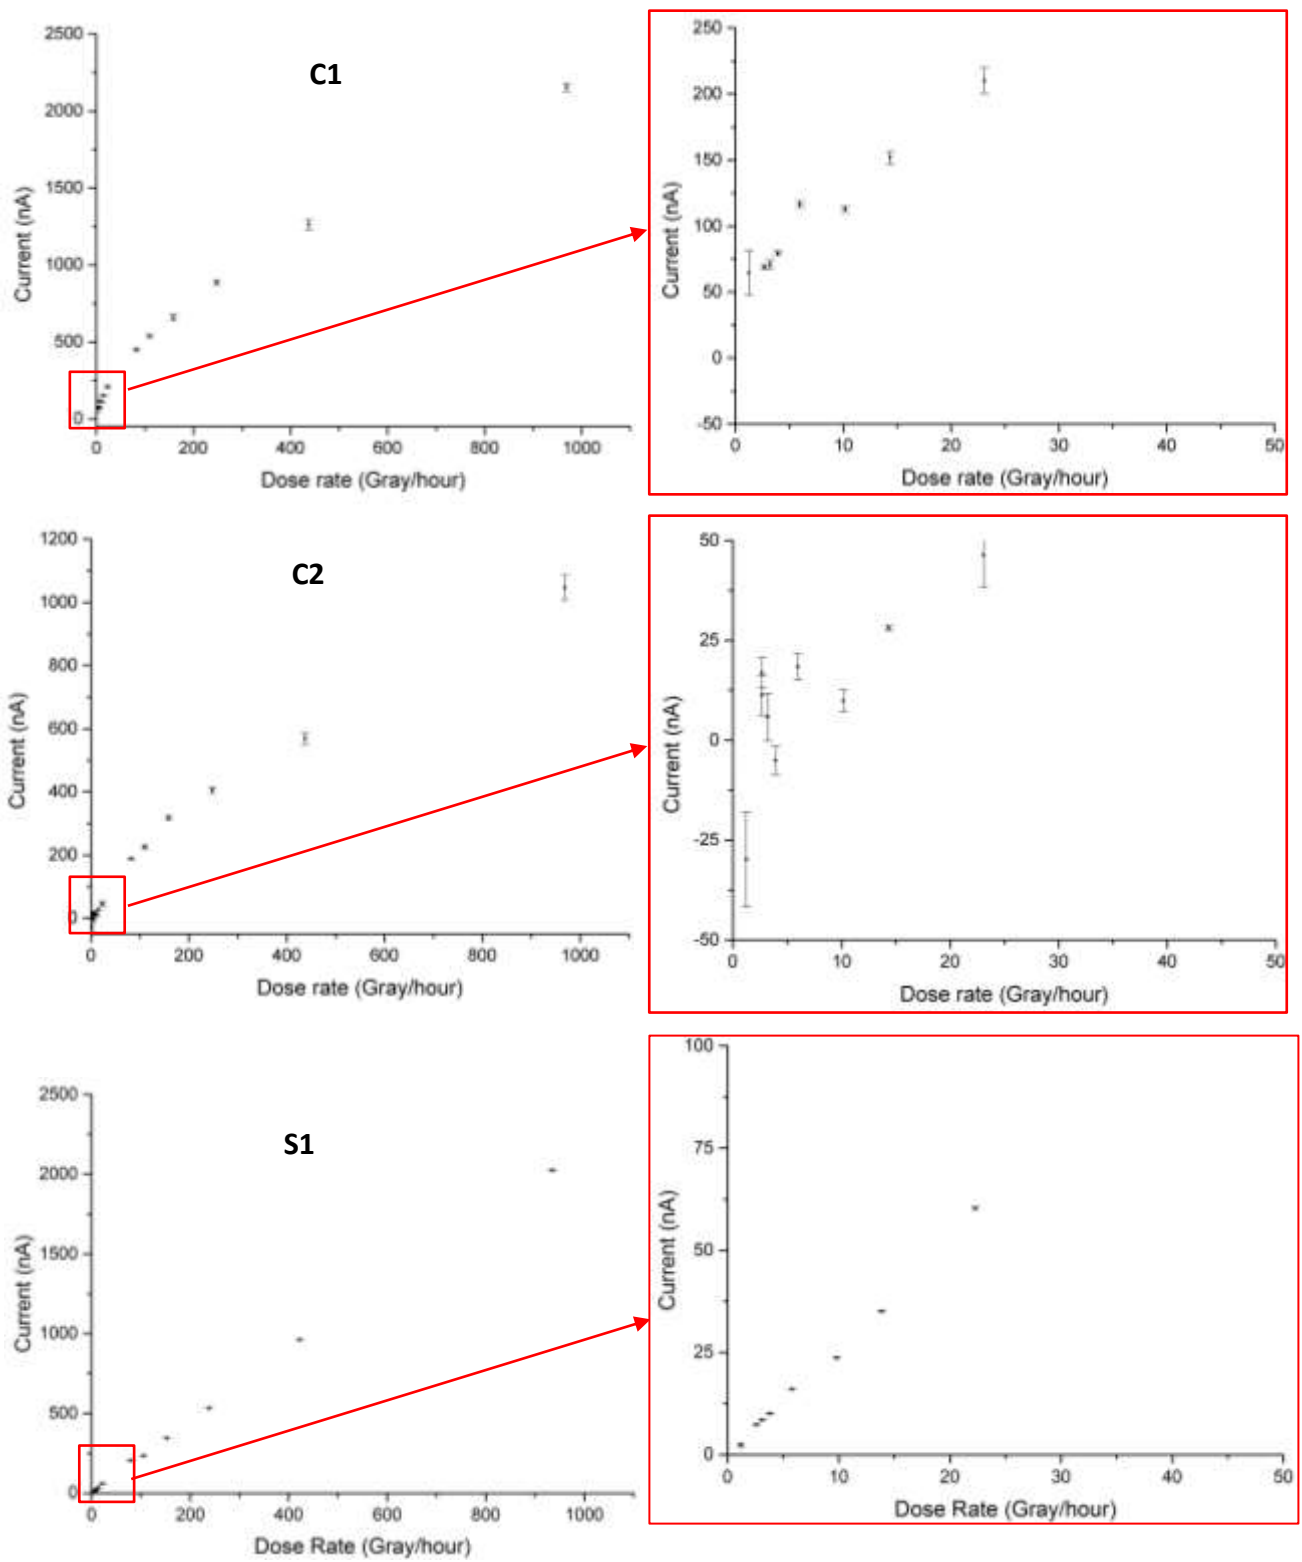 C1
2500
2000
1500
1000
500
0
Current (nA)
0 200 400 600 800 1000
Dose rate (Gray/hour)
250
200
150
100
50
0
-50
Current (nA)
0 10 20 30 40 50
Dose rate (Gray/hour)
C2
1200
1000
800
600
400
200
0
Current (nA)
0 200 400 600 800 1000
Dose rate (Gray/hour)
50
25
0
-25
-50
Current (nA)
0 10 20 30 40 50
Dose rate (Gray/hour)
S1
2500
2000
1500
1000
500
0
Current (nA)
0 200 400 600 800 1000
Dose Rate (Gray/hour)
100
75
50
25
0
Current (nA)
0 10 20 30 40 50
Dose Rate (Gray/hour)